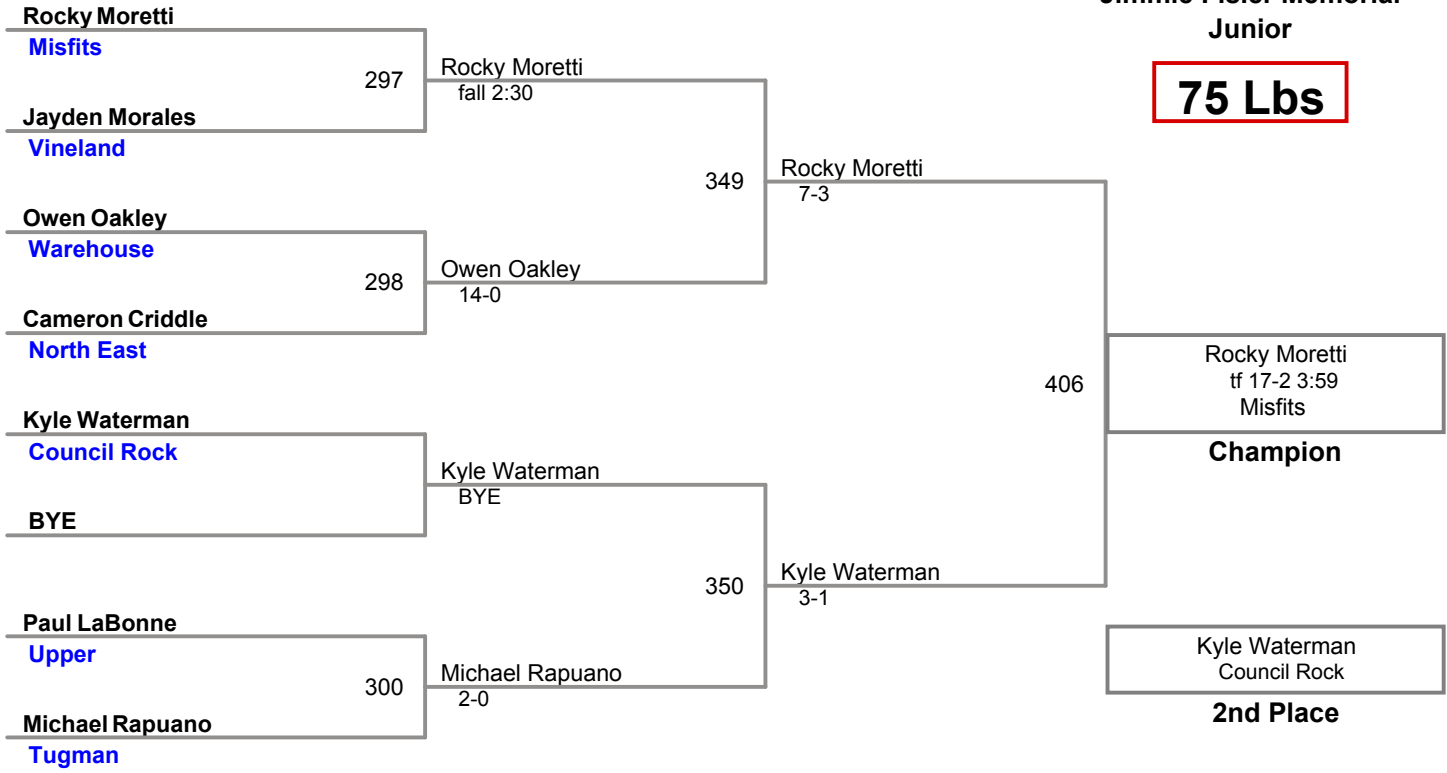 Junior
75 Lbs
Rocky Moretti
Misfits
297
Jayden Morales
Vineland
Owen Oakley
Warehouse
298
Cameron Criddle
North East
Kyle Waterman
Council Rock
BYE
Paul LaBonne
Upper
300
Michael Rapuano
Tugman
Rocky Moretti
fall 2:30
349
Owen Oakley
14-0
Kyle Waterman
BYE
350
Michael Rapuano
2-0
Rocky Moretti
7-3
406
Kyle Waterman
3-1
Rocky Moretti
tf 17-2 3:59
Misfits
Champion
Kyle Waterman
Council Rock
2nd Place